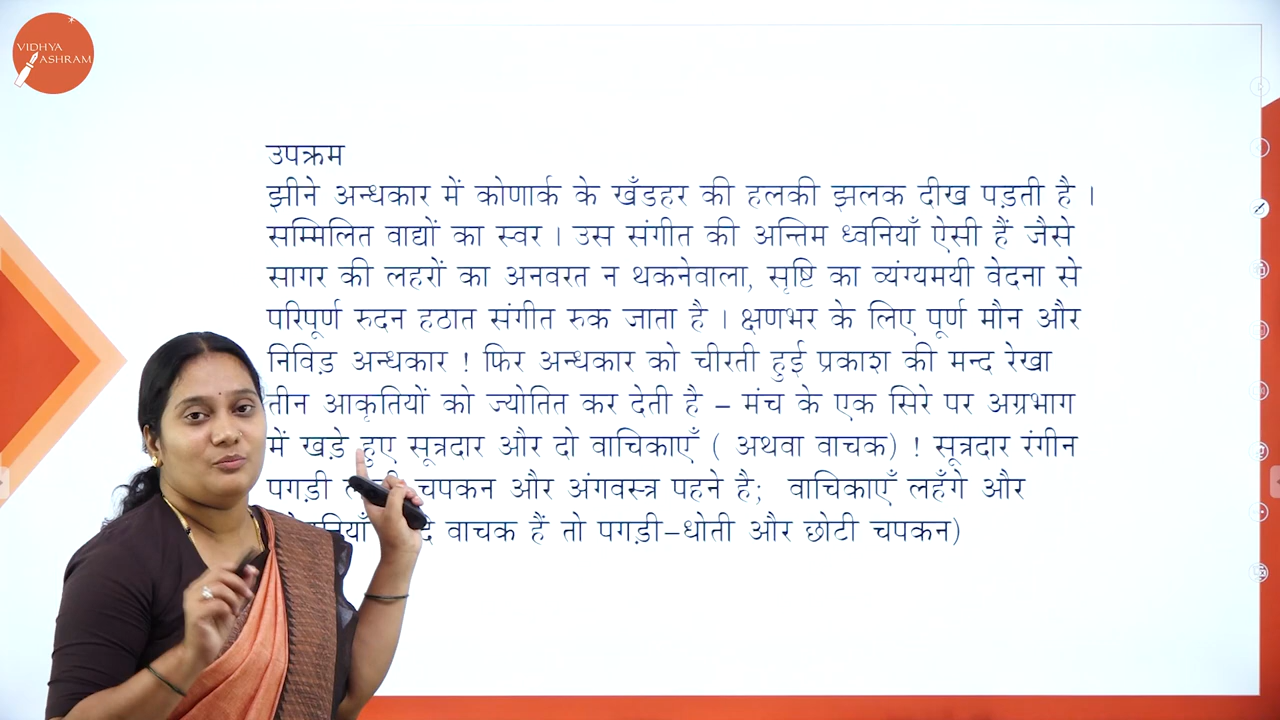 VIDHYA
ASHRAM
उपक्रम
झीने अन्धकार में कोणार्क के खँडहर की हलकी झलक दीख पड़ती है ।
सम्मिलित वाद्यों का स्वर । उस संगीत की अन्तिम ध्वनियाँ ऐसी हैं जैसे
सागर की लहरों का अनवरत न थकनेवाला, सृष्टि का व्यंग्यमयी वेदना से
परिपूर्ण रुदन हठात संगीत रुक जाता है । क्षणभर के लिए पूर्ण मौन और
निविड़ अन्धकार ! फिर अन्धकार को चीरती हुई प्रकाश की मन्द रेखा
तीन आकृतियों को ज्योतित कर देती है – मंच के एक सिरे पर अग्रभाग
में खड़े हुए सूत्रदार और दो वाचिकाएँ ( अथवा वाचक) ! सूत्रदार रंगीन
पगड़ी चपकन और अंगवस्त्र पहने है; वाचिकाएँ लहँगे और
वाचक हैं तो पगड़ी–धोती और छोटी चपकन)